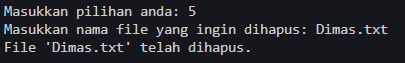 Masukkan pilihan anda: 5
Masukkan nama file yang ingin dihapus: Dimas.txt
File 'Dimas.txt' telah dihapus.